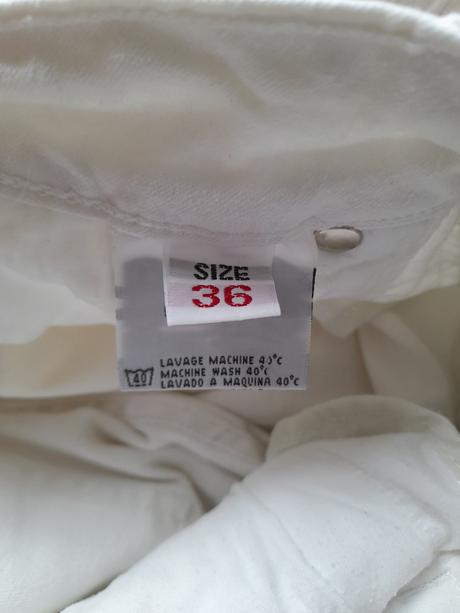 SIZE
36
40
LAVAGE MACHINE 40°C
MACHINE WASH 40°C
LAVADO A MAQUINA 40°C